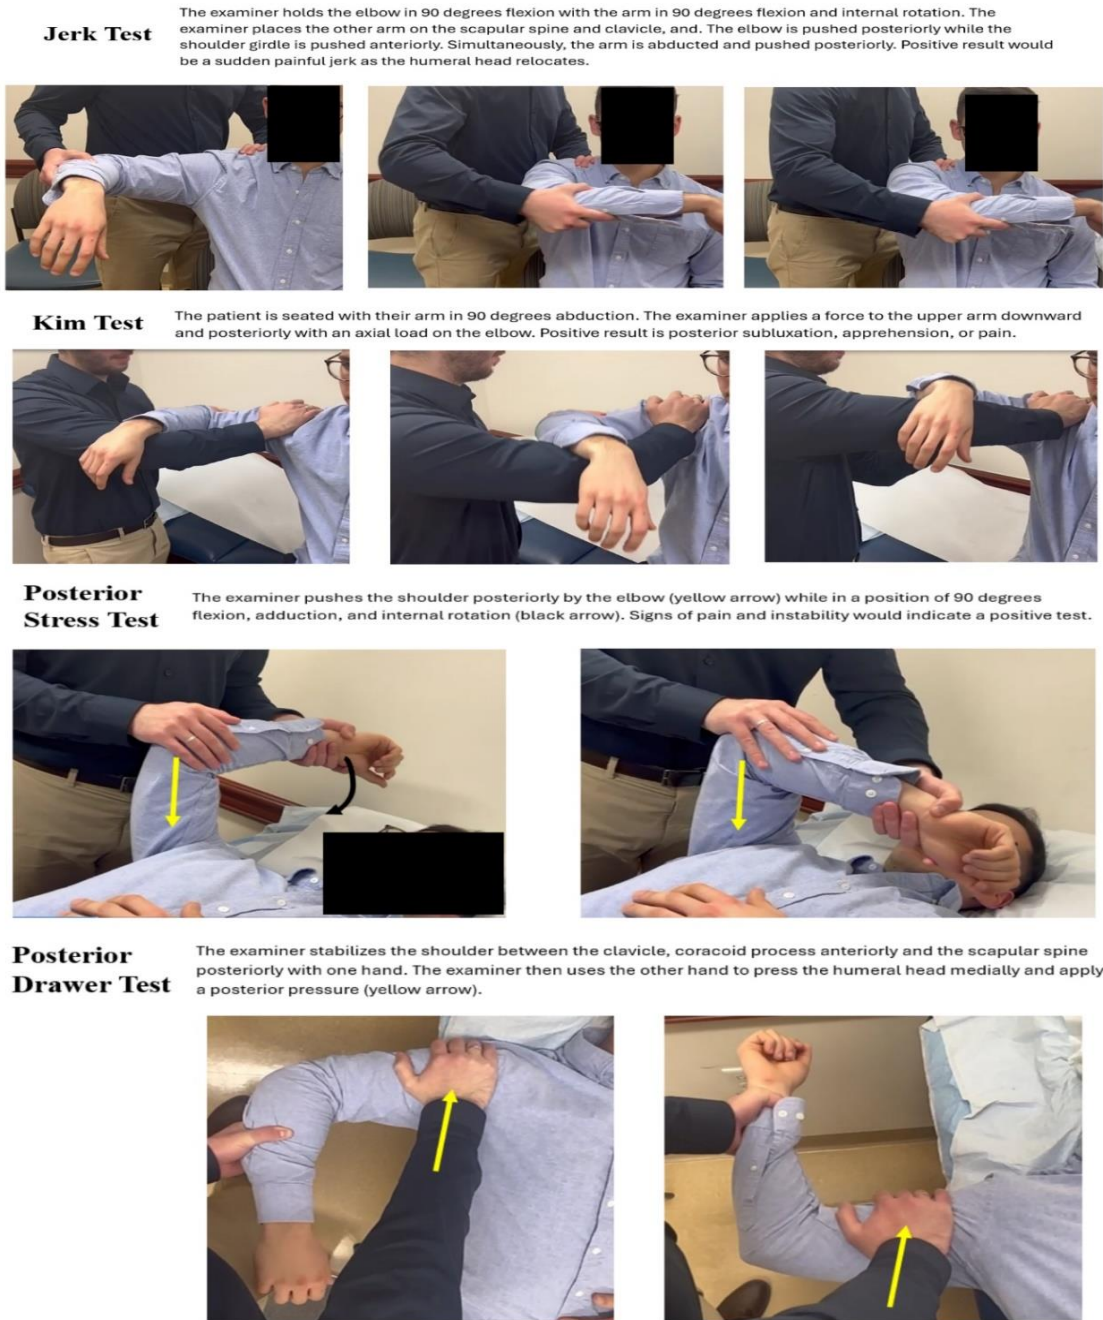 Jerk Test
The examiner holds the elbow in 90 degrees flexion with the arm in 90 degrees flexion and internal rotation. The
examiner places the other arm on the scapular spine and clavicle, and. The elbow is pushed posteriorly while the
shoulder girdle is pushed anteriorly. Simultaneously, the arm is abducted and pushed posteriorly. Positive result would
be a sudden painful jerk as the humeral head relocates.
Kim Test
The patient is seated with their arm in 90 degrees abduction. The examiner applies a force to the upper arm downward
and posteriorly with an axial load on the elbow. Positive result is posterior subluxation, apprehension, or pain.
Posterior
Stress Test
The examiner pushes the shoulder posteriorly by the elbow (yellow arrow) while in a position of 90 degrees
flexion, adduction, and internal rotation (black arrow). Signs of pain and instability would indicate a positive test.
Posterior
Drawer Test
The examiner stabilizes the shoulder between the clavicle, coracoid process anteriorly and the scapular spine
posteriorly with one hand. The examiner then uses the other hand to press the humeral head medially and apply
a posterior pressure (yellow arrow).